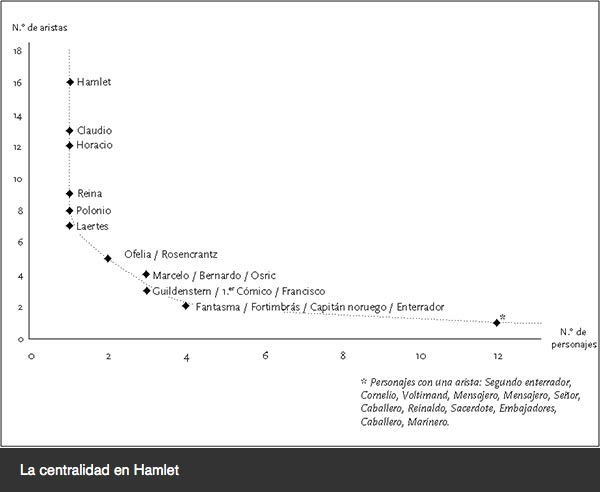 N.º de aristas
18
16
14
12
10
8
6
4
2
0
Hamlet
Claudio
Horacio
Reina
Polonio
Laertes
Ofelia / Rosencrantz
Marcelo / Bernardo / Osric
Guildenstern / 1.er Cómico / Francisco
Fantasma / Fortimbrás / Capitán noruego / Enterrador
*
0 2 4 6 8 10 12
N.º de
personajes
* Personajes con una arista: Segundo enterrador,
Cornelio, Voltimand, Mensajero, Mensajero, Señor,
Caballero, Reinaldo, Sacerdote, Embajadores,
Caballero, Marinero.
La centralidad en Hamlet